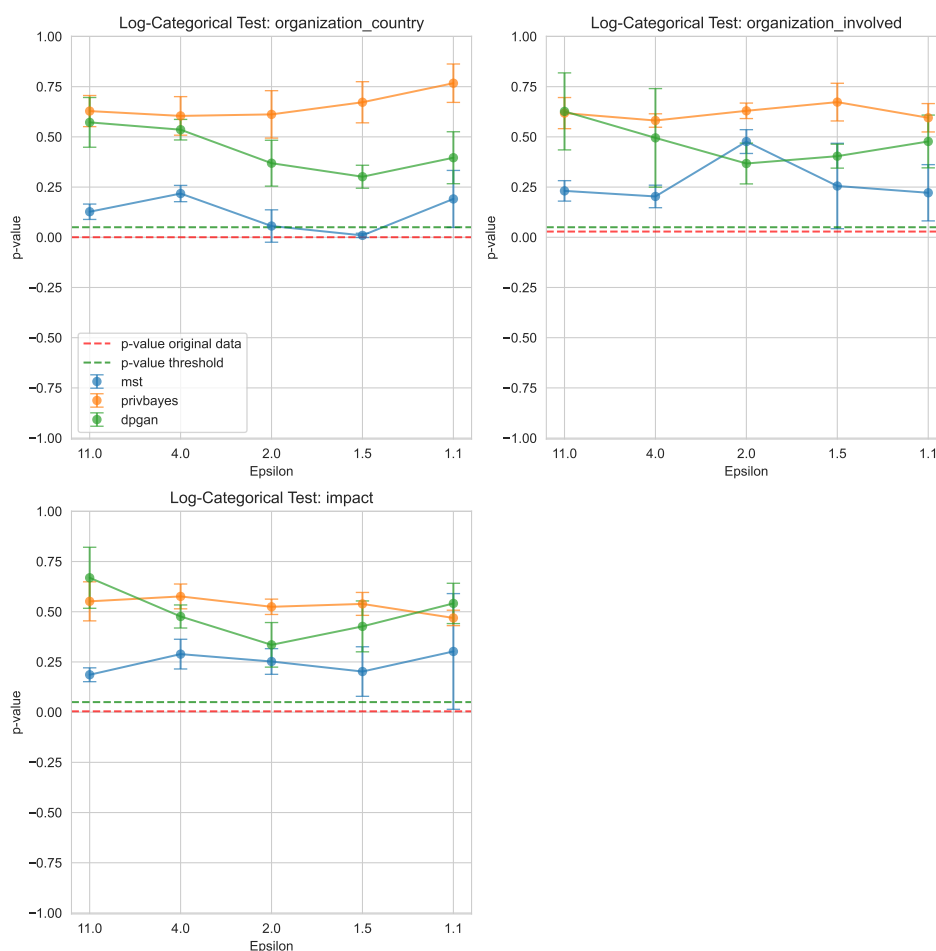 Log-Categorical Test: organization_country
1.00
0.75
0.50
0.25
0.00
−0.25
−0.50
−0.75
−1.00
p-value
p-value original data
p-value threshold
mst
privbayes
dpgan
11.0 4.0 2.0 1.5 1.1
Epsilon
Log-Categorical Test: organization_involved
1.00
0.75
0.50
0.25
0.00
−0.25
−0.50
−0.75
−1.00
p-value
11.0 4.0 2.0 1.5 1.1
Epsilon
Log-Categorical Test: impact
1.00
0.75
0.50
0.25
0.00
−0.25
−0.50
−0.75
−1.00
p-value
11.0 4.0 2.0 1.5 1.1
Epsilon